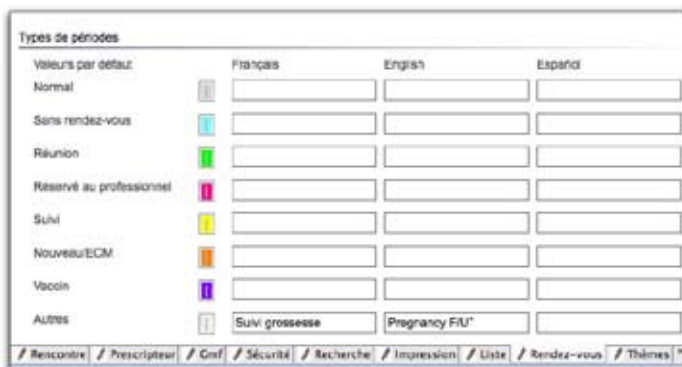 Types de périodes
Valeurs par défaut Français English Español
Normal
Sans rendez-vous
Réunion
Réservé au professionnel
Suivi
Nouveau/ECM
Vaccin
Autres Suivi grossesse Pregnancy F/U"
Rencontre Prescripteur Gmf Sécurité Recherche Impression Liste Rendez-vous Thèmes